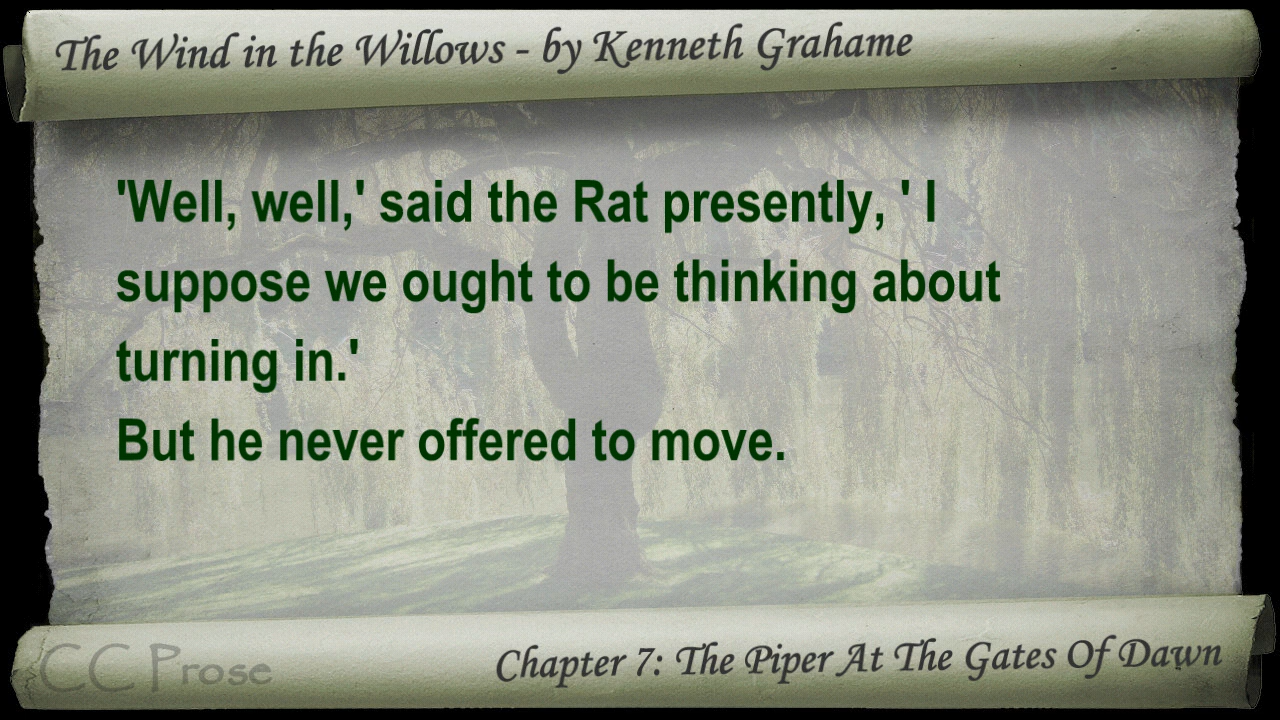 The Wind in the Willows - by Kenneth Grahame
'Well, well,' said the Rat presently, ' I
suppose we ought to be thinking about
turning in.'
But he never offered to move.
CC Prose
Chapter 7: The Piper At The Gates Of Dawn